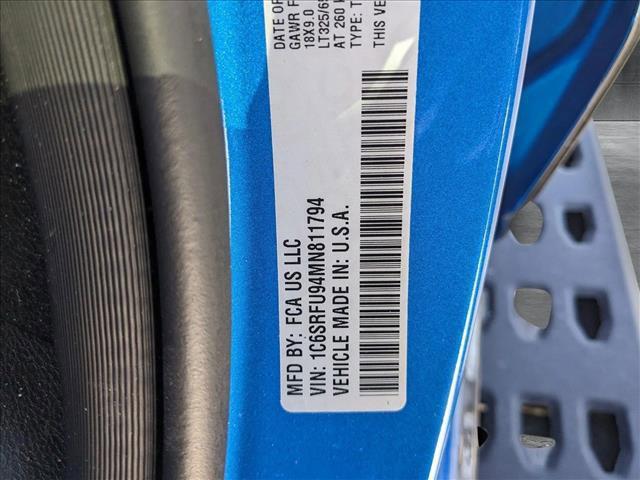 MFD BY: FCA US LLC
VIN: 1C6SRFU94MN811794
VEHICLE MADE IN: U.S.A.
DATE OF
GAWR F
18X9.0
LT325/65
AT 260
TYPE: T
THIS VE